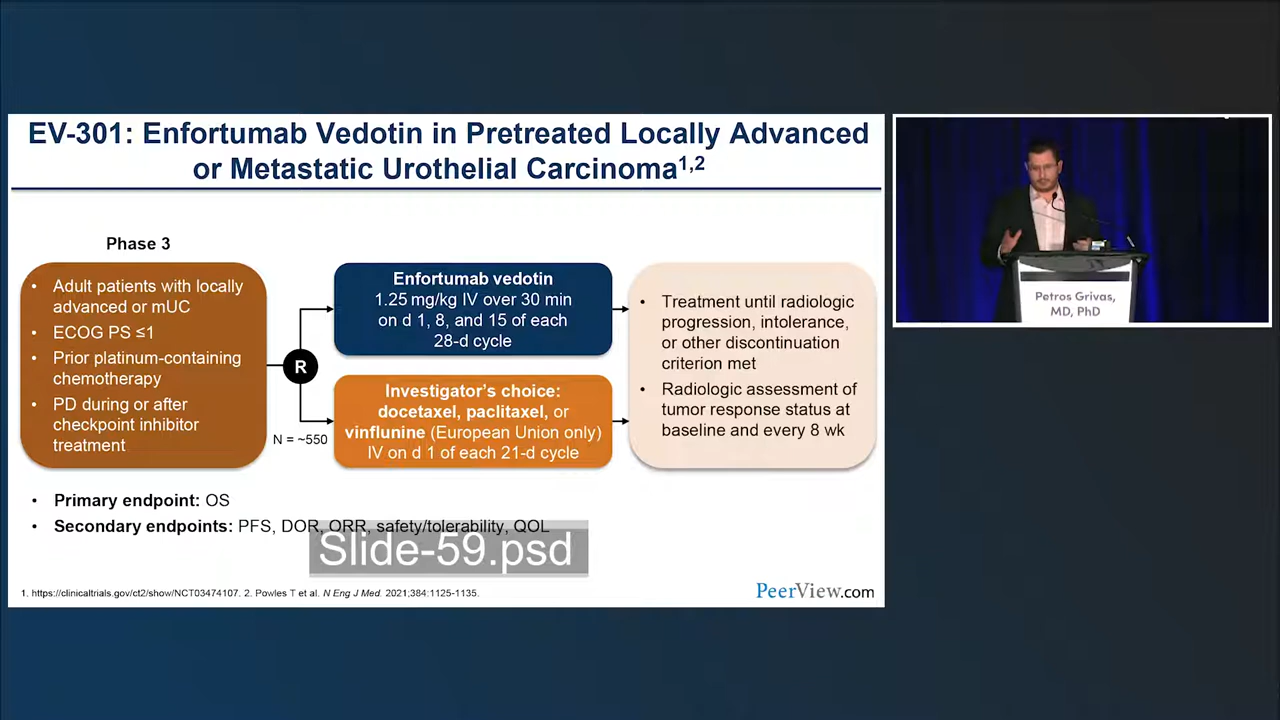 EV-301: Enfortumab Vedotin in Pretreated Locally Advanced
or Metastatic Urothelial Carcinoma1,2
Phase 3
• Adult patients with locally
advanced or mUC
• ECOG PS ≤1
• Prior platinum-containing
chemotherapy
• PD during or after
checkpoint inhibitor
treatment
R
N = ~550
Enfortumab vedotin
1.25 mg/kg IV over 30 min
on d 1, 8, and 15 of each
28-d cycle
Investigator's choice:
docetaxel, paclitaxel, or
vinflunine (European Union only)
IV on d 1 of each 21-d cycle
• Treatment until radiologic
progression, intolerance,
or other discontinuation
criterion met
• Radiologic assessment of
tumor response status at
baseline and every 8 wk
• Primary endpoint: OS
• Secondary endpoints: PFS, DOR, ORR, safety/tolerability, QOL
Slide-59.psd
1. https://clinicaltrials.gov/ct2/show/NCT03474107. 2. Powles T et al. N Eng J Med. 2021;384:1125-1135.
PeerView.com
Petros Grivas,
MD, PhD